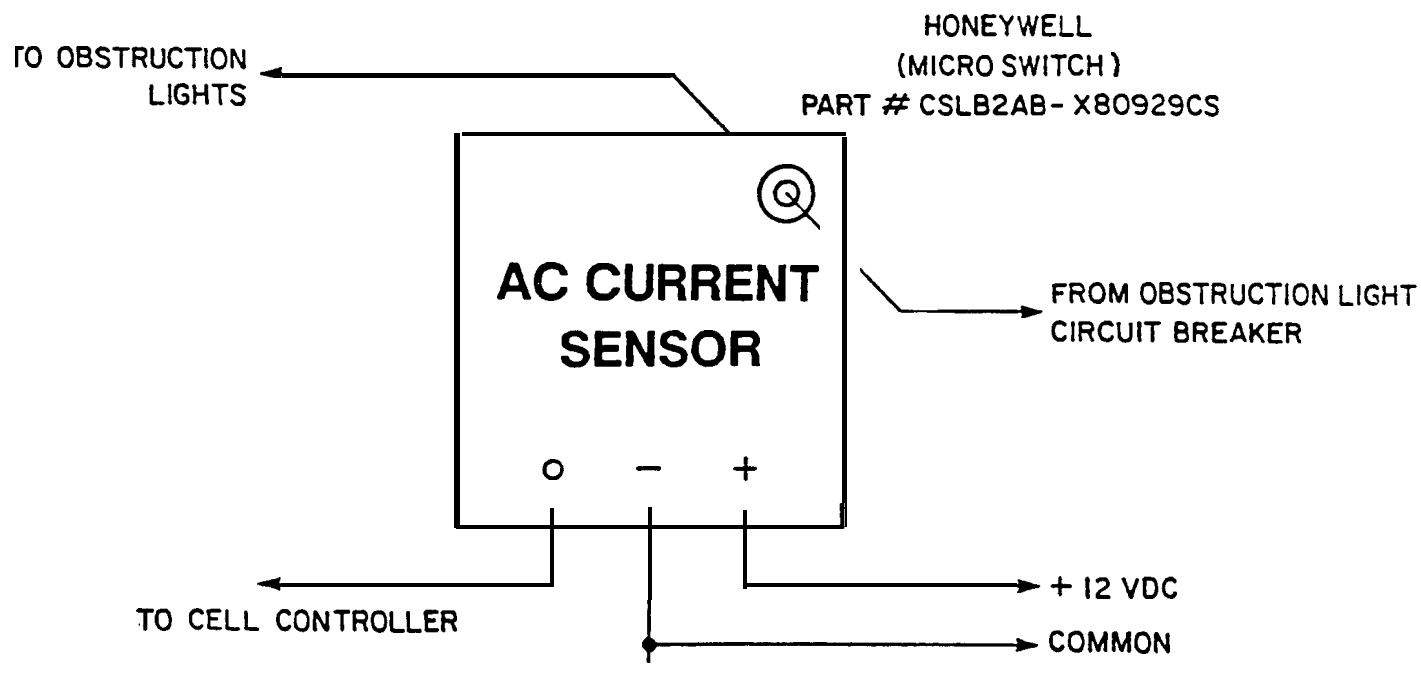 TO OBSTRUCTION
LIGHTS
HONEYWELL
(MICRO SWITCH)
PART # CSLB2AB-X80929CS
AC CURRENT
SENSOR
FROM OBSTRUCTION LIGHT
CIRCUIT BREAKER
O - +
TO CELL CONTROLLER
+ 12 VDC
COMMON